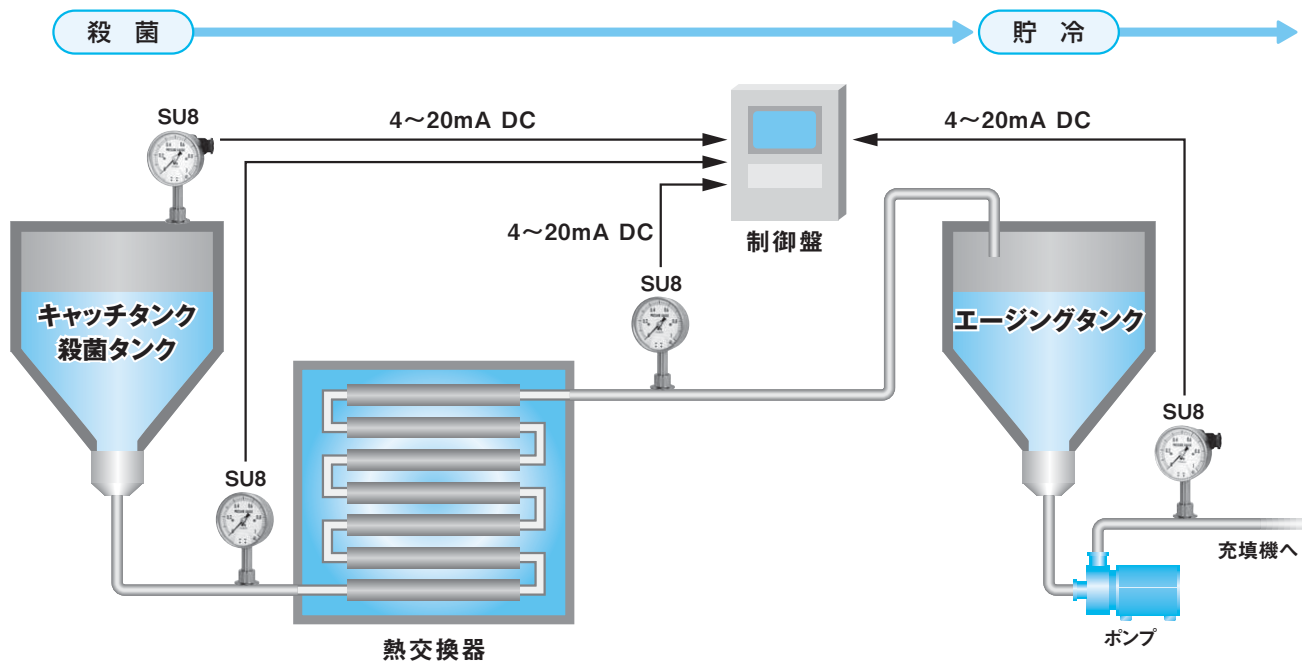 殺菌
貯冷
SU8
4～20mA DC
4～20mA DC
4～20mA DC
制御盤
SU8
キャッチタンク
殺菌タンク
エージングタンク
SU8
SU8
充填機へ
熱交換器
ポンプ